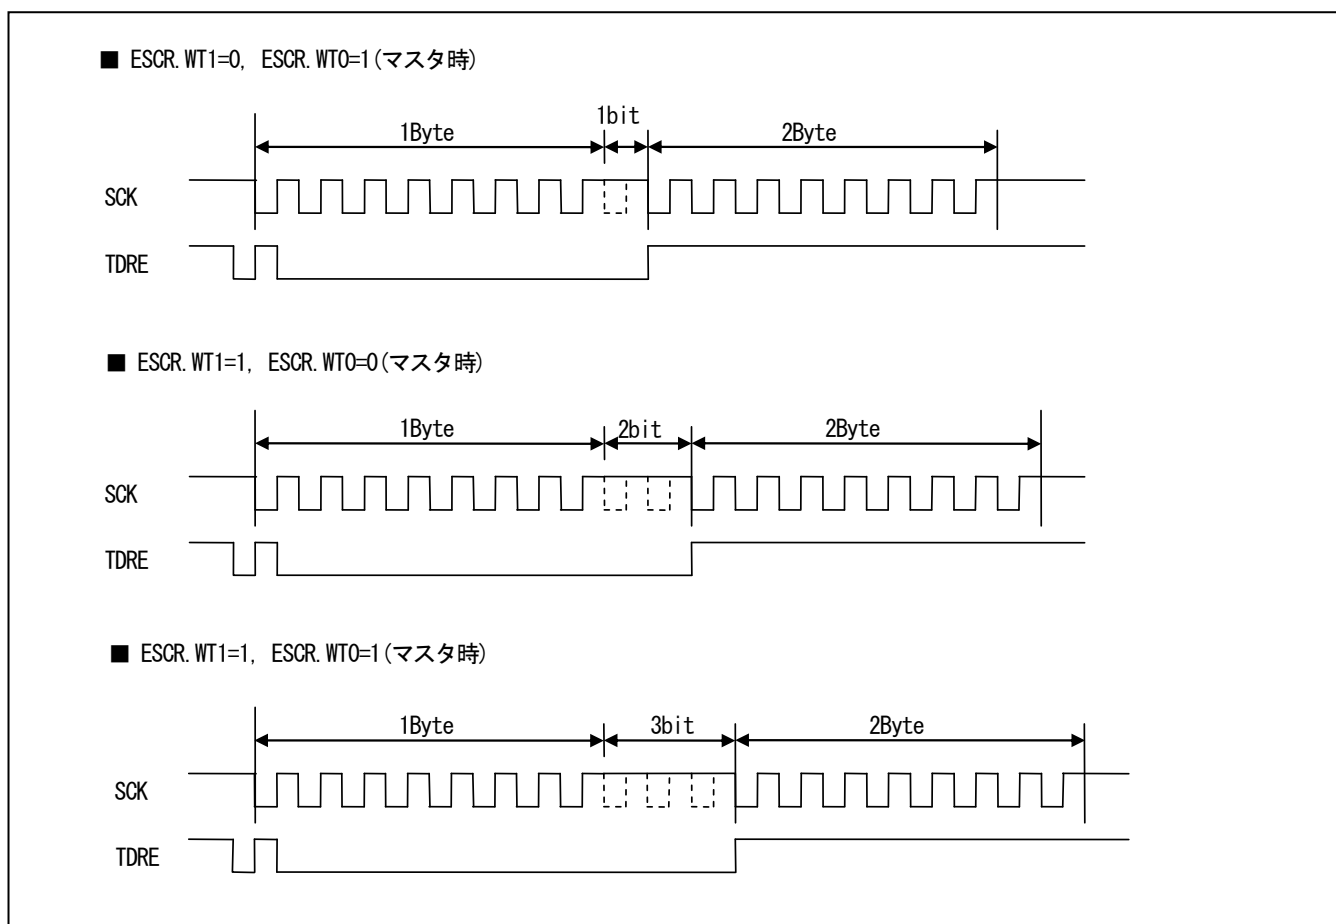 ■ ESCR.WT1=0, ESCR.WT0=1(マスタ時)
1Byte 1bit 2Byte
SCK
TDRE
■ ESCR.WT1=1, ESCR.WT0=0(マスタ時)
1Byte 2bit 2Byte
SCK
TDRE
■ ESCR.WT1=1, ESCR.WT0=1(マスタ時)
1Byte 3bit 2Byte
SCK
TDRE